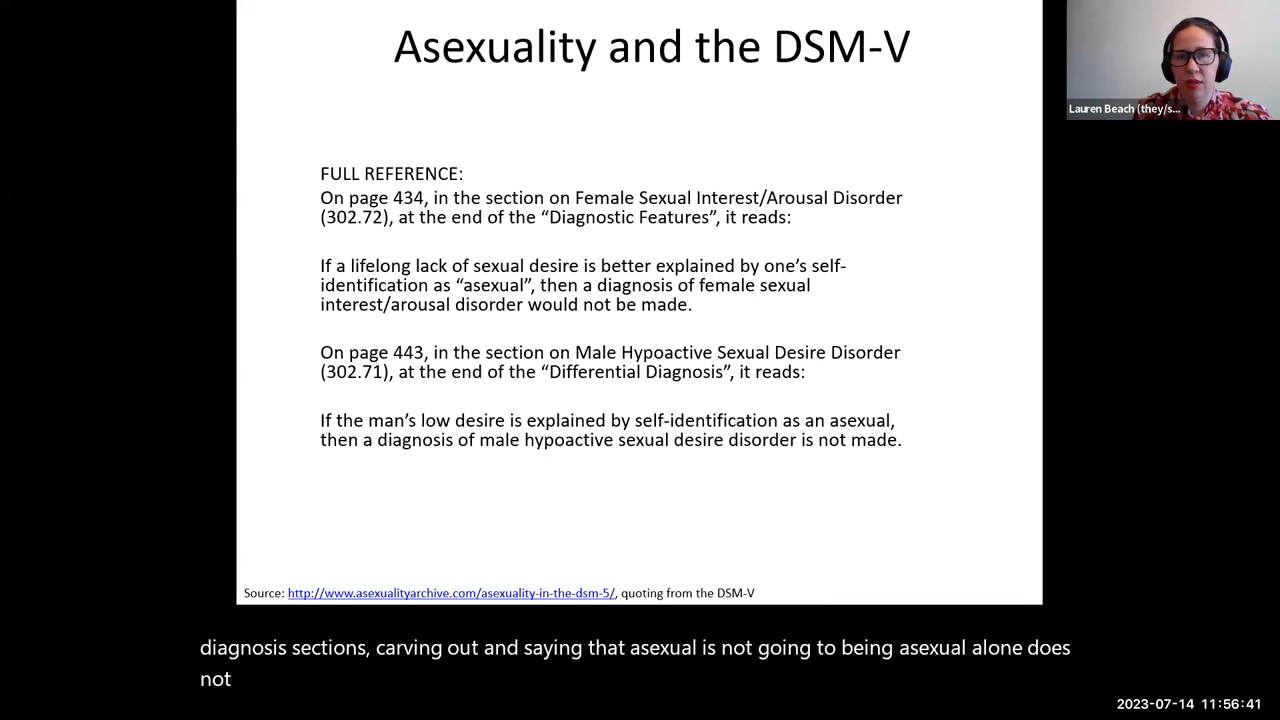 Asexuality and the DSM-V
Lauren Beach (they/s...
FULL REFERENCE:
On page 434, in the section on Female Sexual Interest/Arousal Disorder
(302.72), at the end of the “Diagnostic Features”, it reads:
If a lifelong lack of sexual desire is better explained by one’s self-
identification as “asexual”, then a diagnosis of female sexual
interest/arousal disorder would not be made.
On page 443, in the section on Male Hypoactive Sexual Desire Disorder
(302.71), at the end of the “Differential Diagnosis”, it reads:
If the man’s low desire is explained by self-identification as an asexual,
then a diagnosis of male hypoactive sexual desire disorder is not made.
Source: http://www.asexualityarchive.com/asexuality-in-the-dsm-5/, quoting from the DSM-V
diagnosis sections, carving out and saying that asexual is not going to being asexual alone does
not
2023-07-14 11:56:41